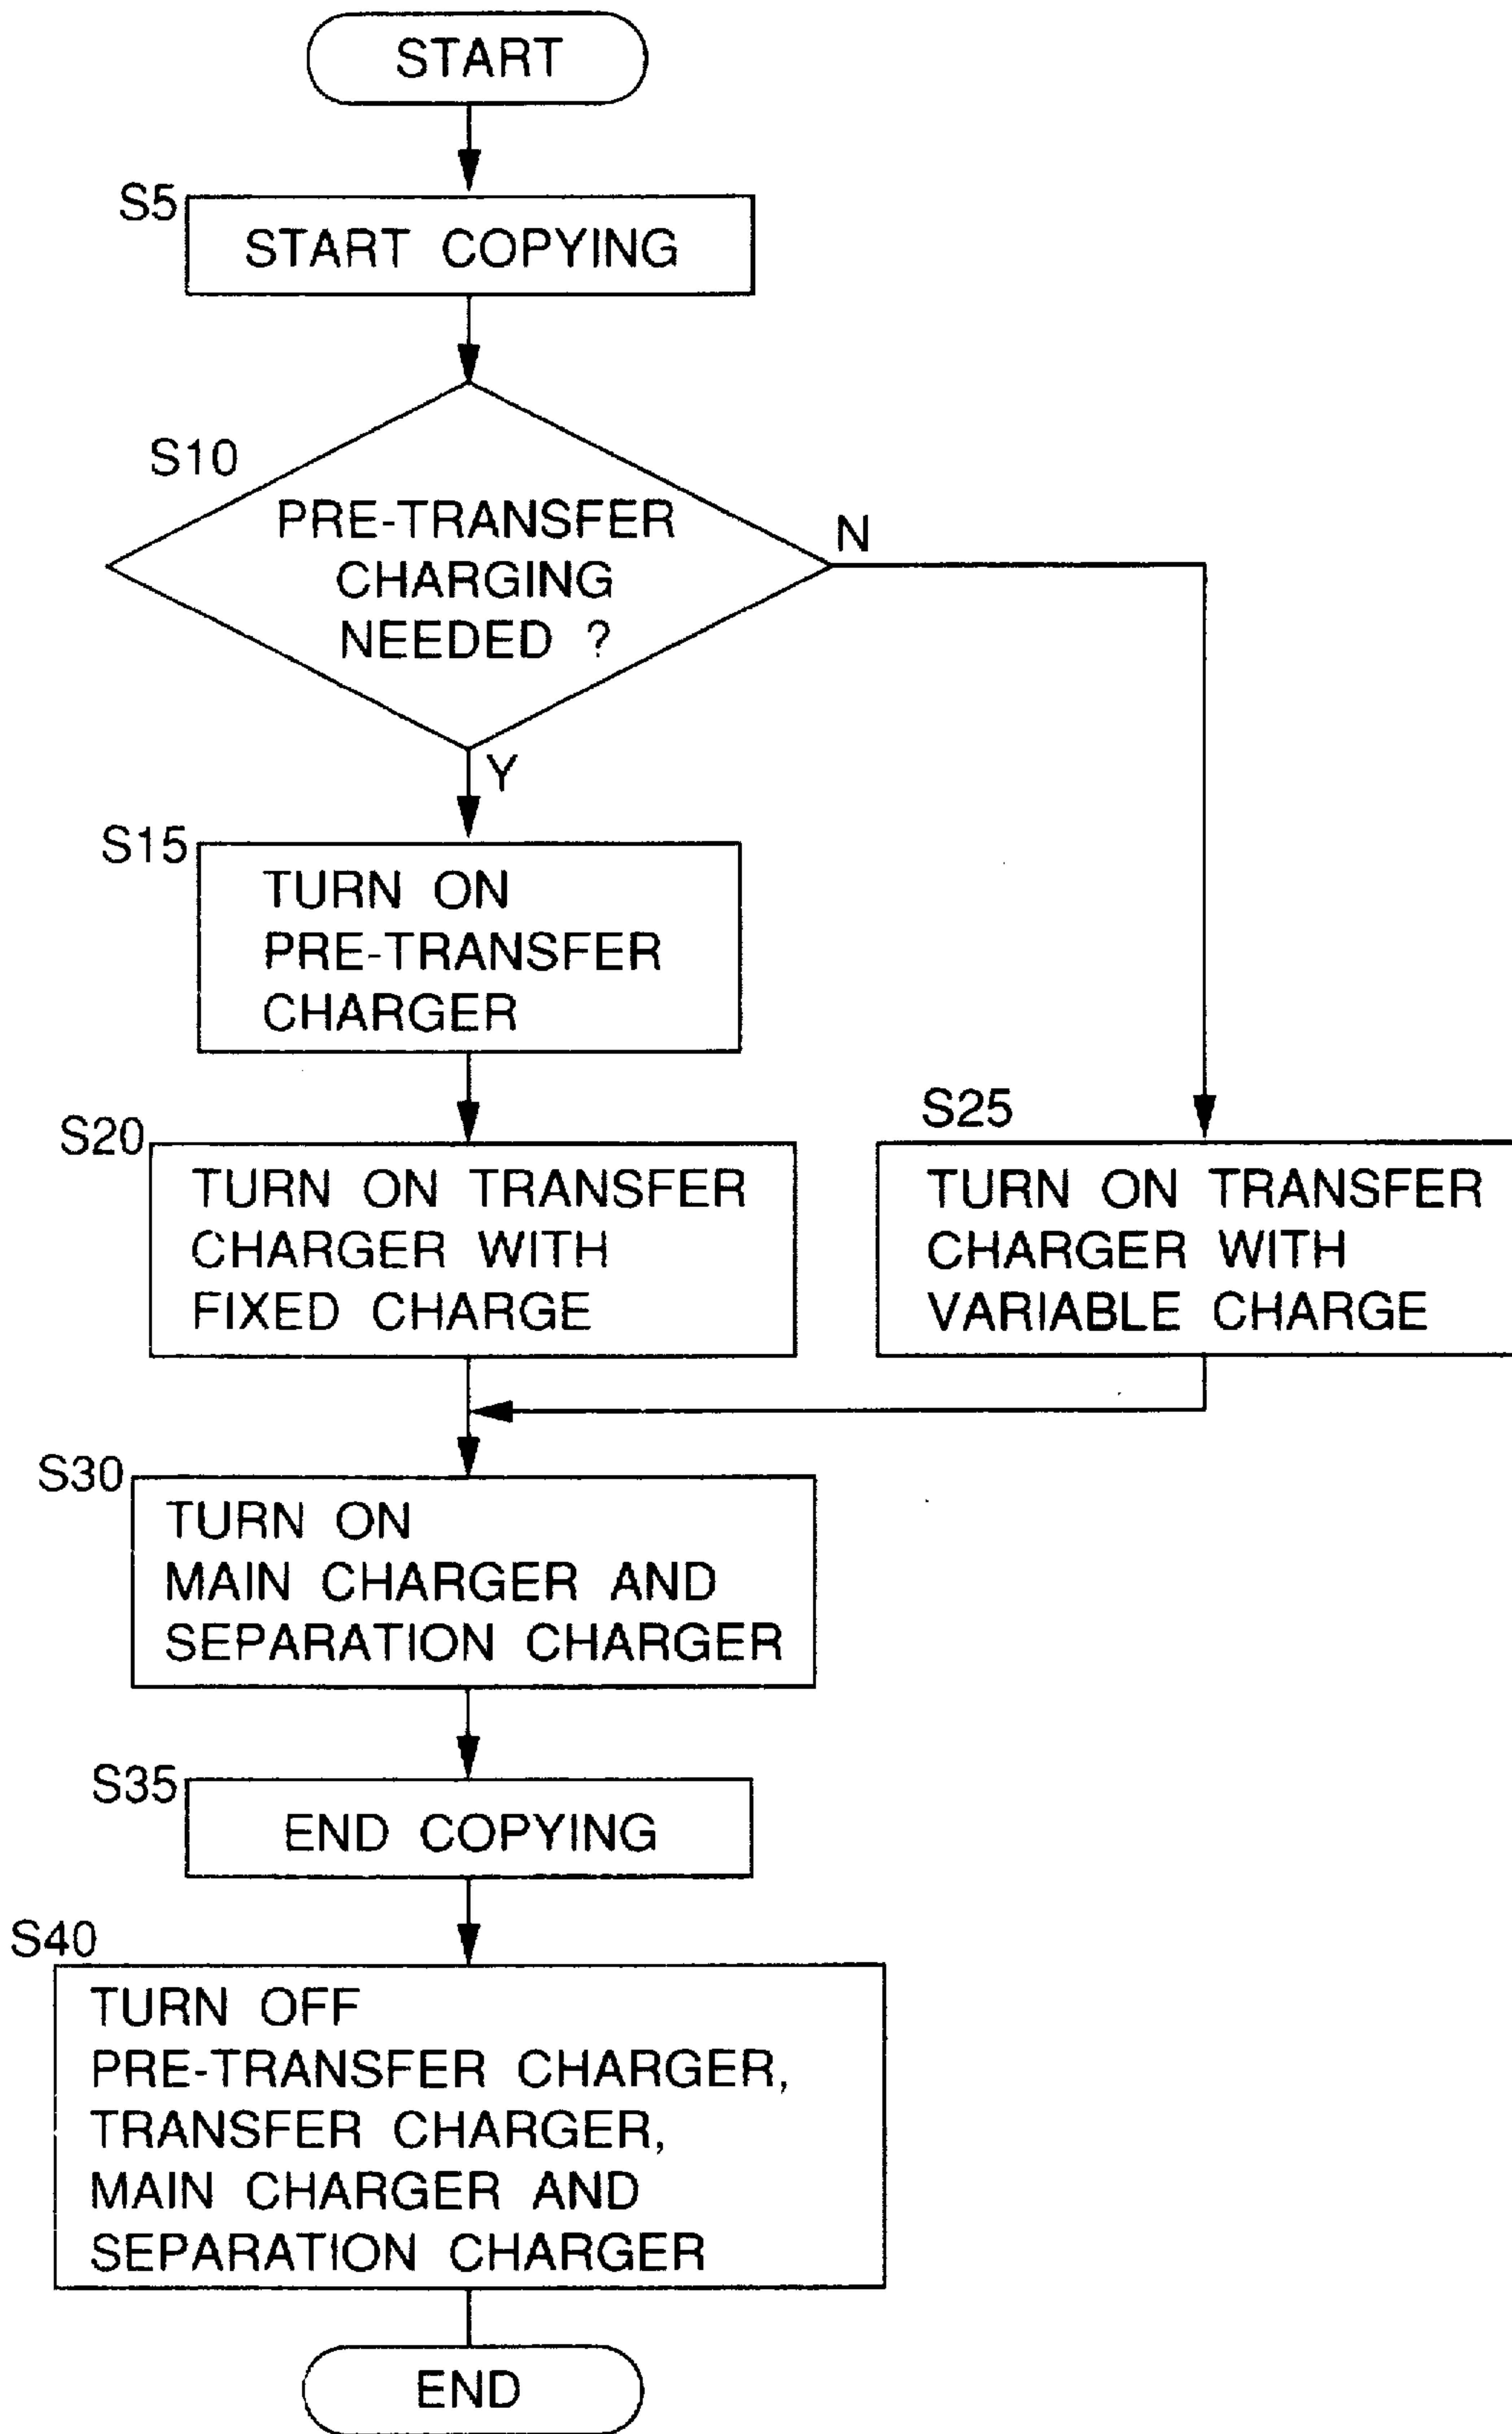 START
S5
START COPYING
S10
PRE-TRANSFER
CHARGING
NEEDED ?
N
Y
S15
TURN ON
PRE-TRANSFER
CHARGER
S20
TURN ON TRANSFER
CHARGER WITH
FIXED CHARGE
S25
TURN ON TRANSFER
CHARGER WITH
VARIABLE CHARGE
S30
TURN ON
MAIN CHARGER AND
SEPARATION CHARGER
S35
END COPYING
S40
TURN OFF
PRE-TRANSFER CHARGER,
TRANSFER CHARGER,
MAIN CHARGER AND
SEPARATION CHARGER
END